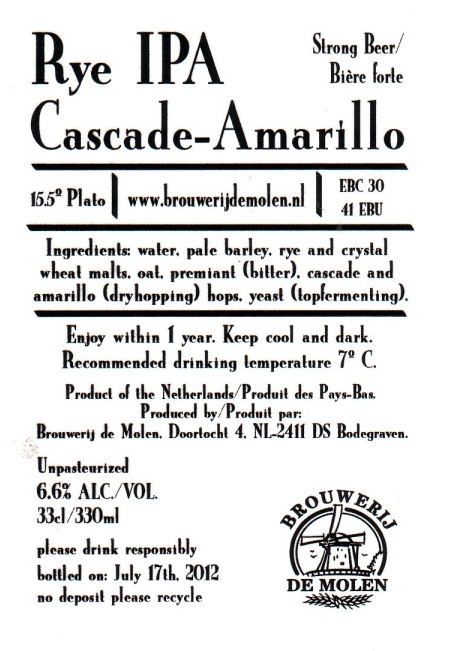 Rye IPA
Strong Beer/
Bière forte
Cascade-Amarillo
15.5º Plato
www.brouwerijdemolen.nl
EBC 30
41 EBU
Ingredients: water, pale barley, rye and crystal
wheat malts, oat, premiant (bitter), cascade and
amarillo (dryhopping) hops, yeast (topfermenting).
Enjoy within 1 year. Keep cool and dark.
Recommended drinking temperature 7º C.
Product of the Netherlands/Produit des Pays-Bas.
Produced by/Produit par:
Brouwerij de Molen, Doortocht 4, NL-2411 DS Bodegraven.
Unpasteurized
6.6% ALC./VOL.
33cl/330ml
please drink responsibly
bottled on: July 17th, 2012
no deposit please recycle
BROUWERIJ
DE MOLEN